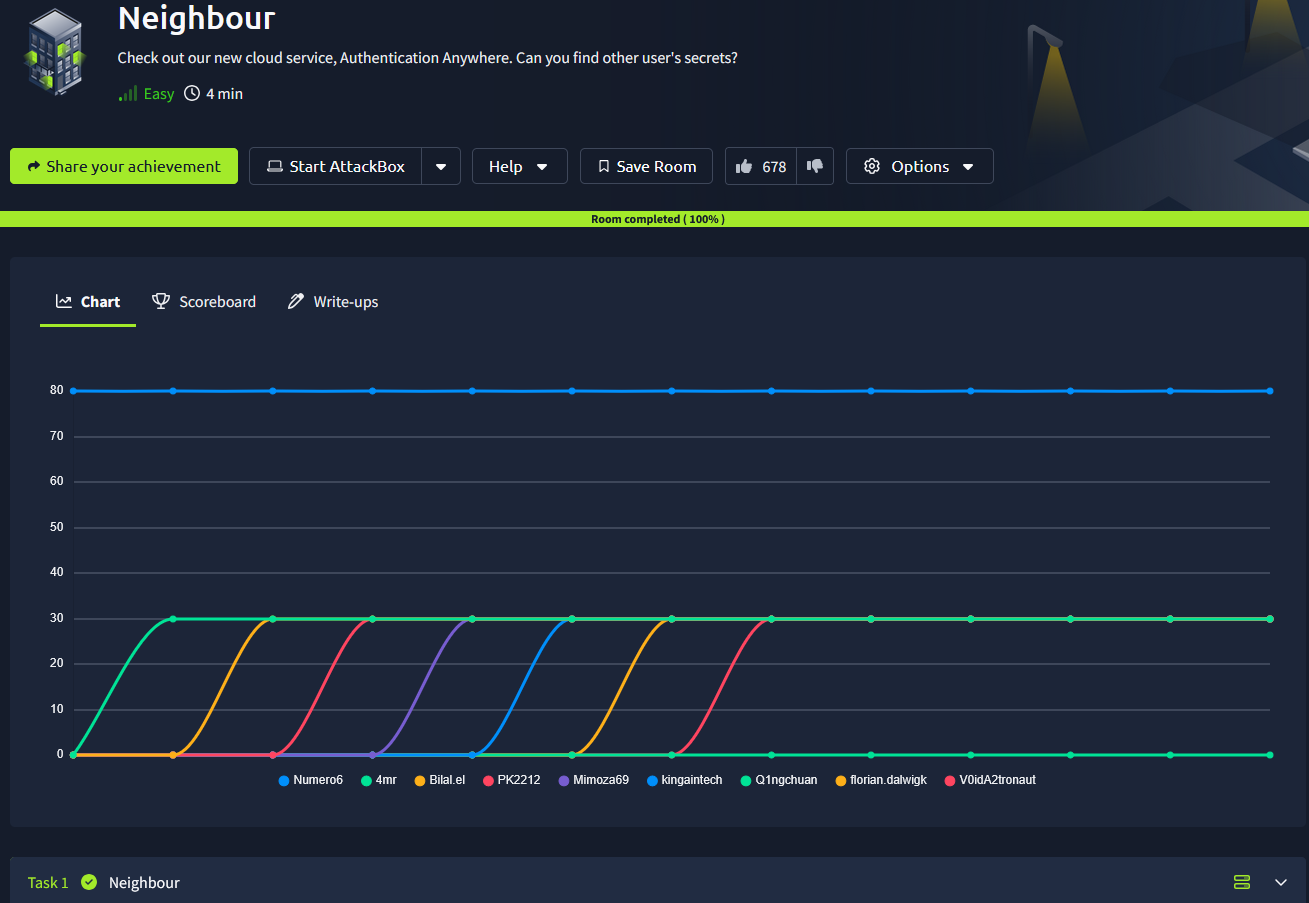 Neighbour
Check out our new cloud service, Authentication Anywhere. Can you find other user's secrets?
Easy 4 min
Share your achievement Start AttackBox Help Save Room 678 Options
Room completed ( 100% )
Chart Scoreboard Write-ups
80
70
60
50
40
30
20
10
0
Numero6 4mr Bilal.el PK2212 Mimoza69 kingaintech Q1ngchuan florian.dalwigk V0idA2tronaut
Task 1 Neighbour